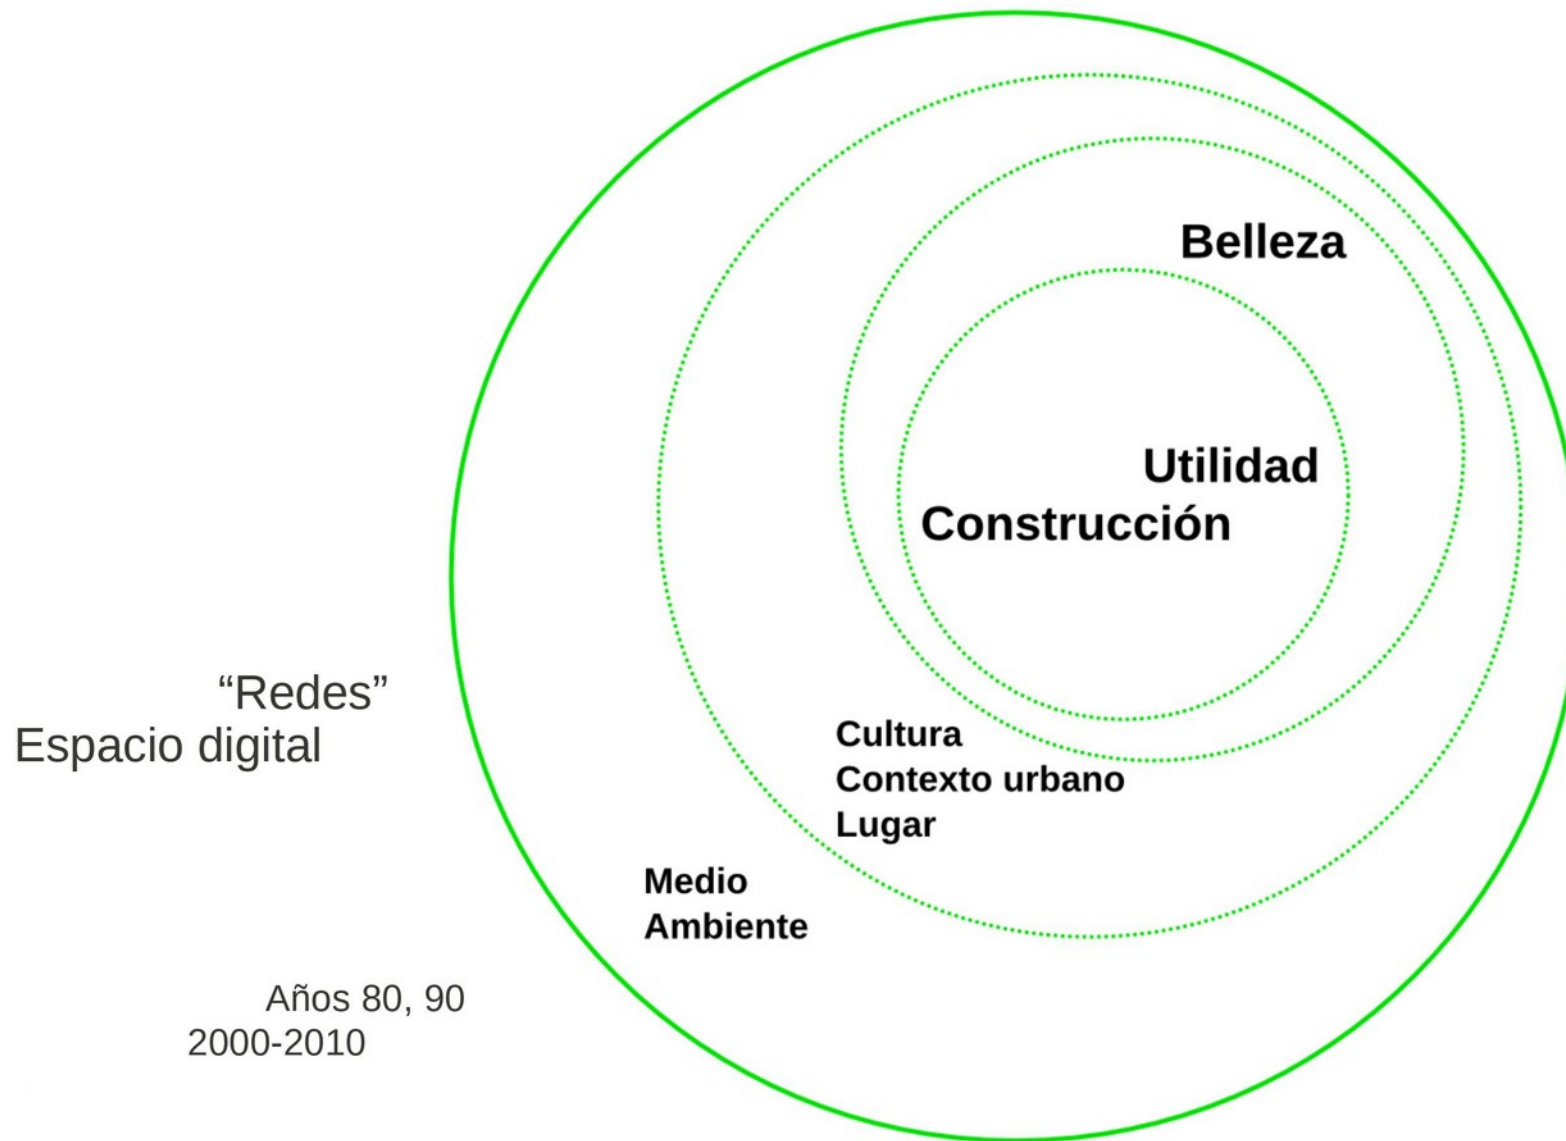 Belleza
Utilidad
Construcción
“Redes”
Espacio digital
Cultura
Contexto urbano
Lugar
Medio
Ambiente
Años 80, 90
2000-2010